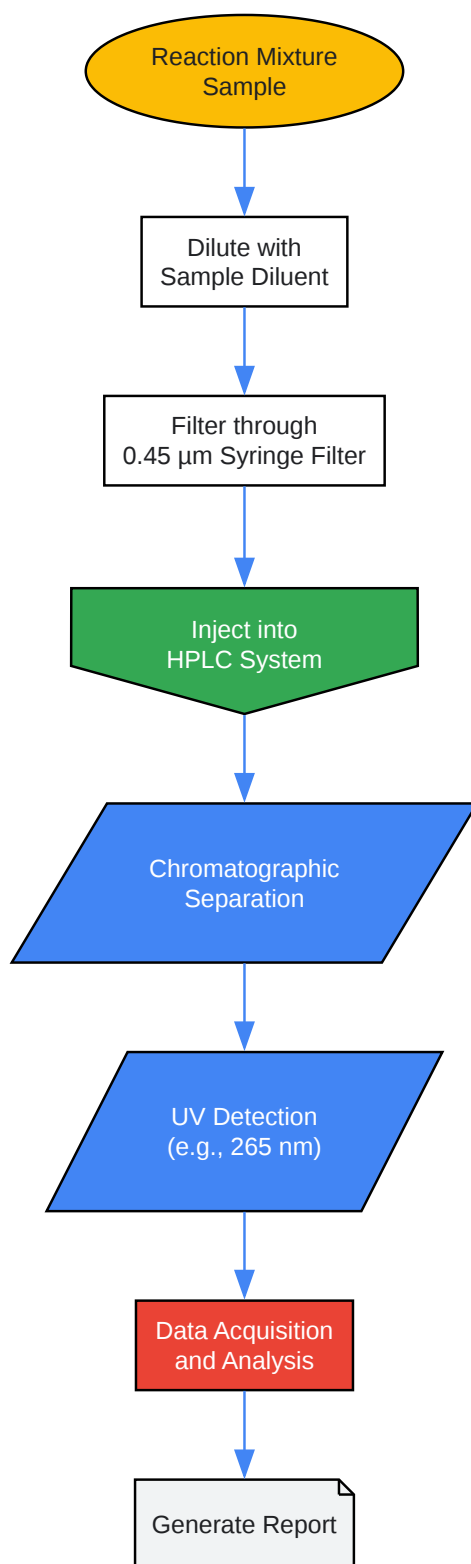 Reaction Mixture
Sample
Dilute with
Sample Diluent
Filter through
0.45 µm Syringe Filter
Inject into
HPLC System
Chromatographic
Separation
UV Detection
(e.g., 265 nm)
Data Acquisition
and Analysis
Generate Report